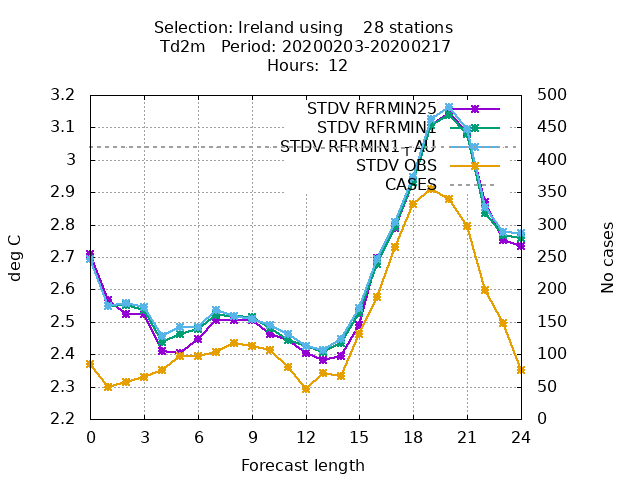 Selection: Ireland using    28 stations
Td2m   Period: 20200203-20200217
Hours:  12
STDV RFRMIN25
STDV RFRMIN1
STDV RFRMIN1_AU
STDV OBS
CASES
3.2
3.1
3
2.9
2.8
2.7
2.6
2.5
2.4
2.3
2.2
500
450
400
350
300
250
200
150
100
50
0
deg C
No cases
0 3 6 9 12 15 18 21 24
Forecast length